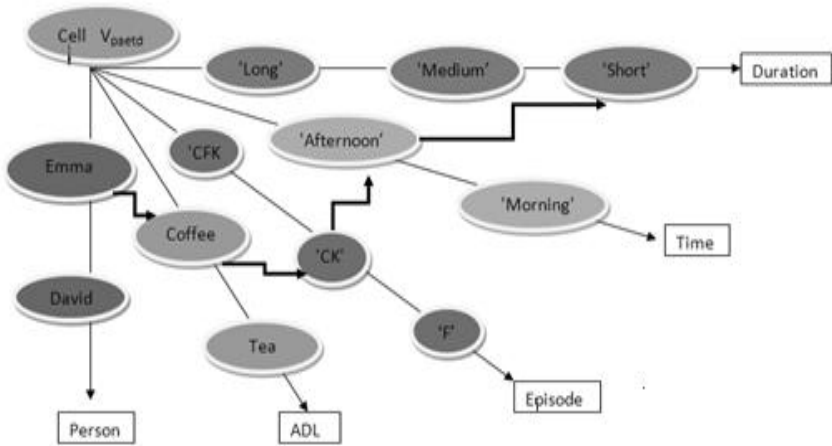 Cell V_paetd
'Long'
'Medium'
'Short'
Duration
'Afternoon'
'CFK
Emma
'Morning'
Coffee
Time
'CK'
David
'F'
Tea
Episode
Person
ADL